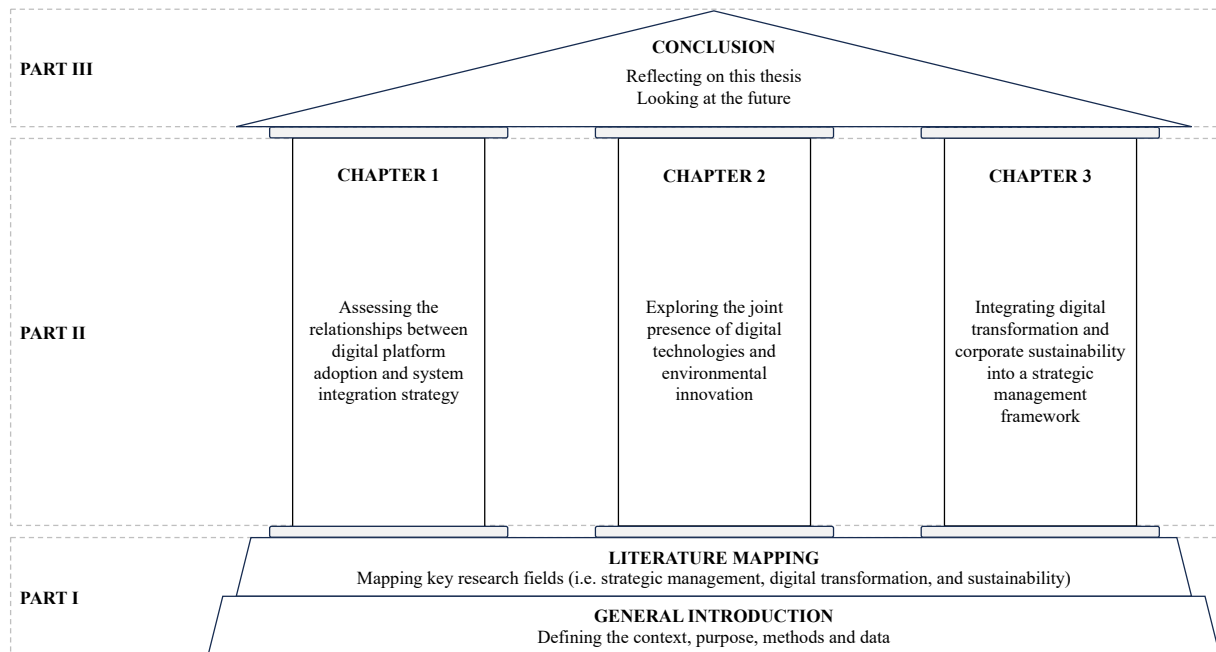 PART III
CONCLUSION
Reflecting on this thesis
Looking at the future
PART II
CHAPTER 1
Assessing the
relationships between
digital platform
adoption and system
integration strategy
CHAPTER 2
Exploring the joint
presence of digital
technologies and
environmental
innovation
CHAPTER 3
Integrating digital
transformation and
corporate sustainability
into a strategic
management
framework
PART I
LITERATURE MAPPING
Mapping key research fields (i.e. strategic management, digital transformation, and sustainability)
GENERAL INTRODUCTION
Defining the context, purpose, methods and data